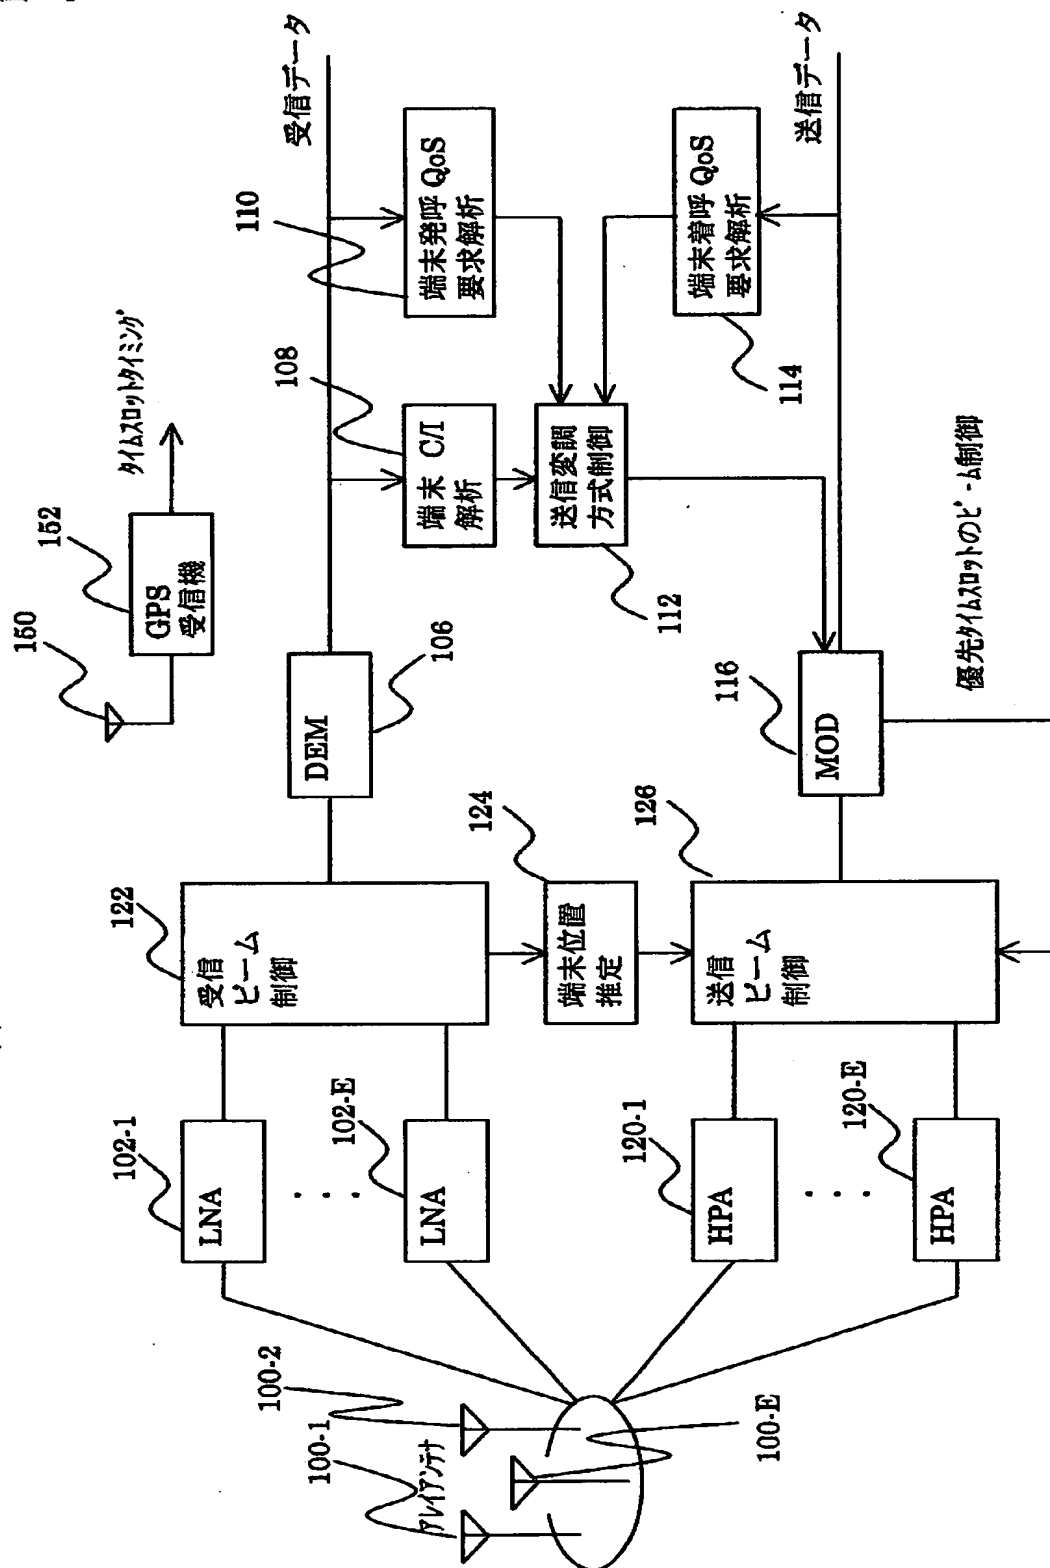 受信データ
110
端末発呼 QoS
要求解析
送信データ
端末着呼 QoS
要求解析
114
タイムスロットタイミング
108
端末 C/I
解析
送信変調
方式制御
112
152
GPS
受信機
150
106
DEM
116
MOD
優先タイムスロットのビーム制御
122
受信
ビーム
制御
124
端末位置
推定
126
送信
ビーム
制御
102-1
LNA
. . .
102-E
LNA
120-1
HPA
. . .
120-E
HPA
100-2
100-1
アレイアンテナ
100-E